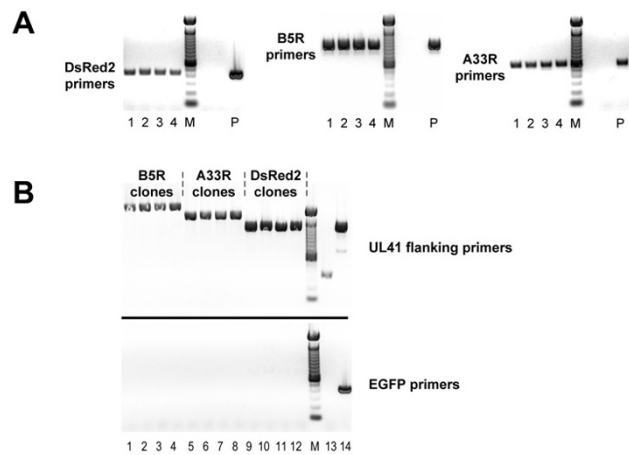 A
DsRed2
primers
1 2 3 4 M P
B5R
primers
1 2 3 4 M P
A33R
primers
1 2 3 4 M P
B
B5R
clones
A33R
clones
DsRed2
clones
UL41 flanking primers
EGFP primers
1 2 3 4 5 6 7 8 9 10 11 12 M 13 14